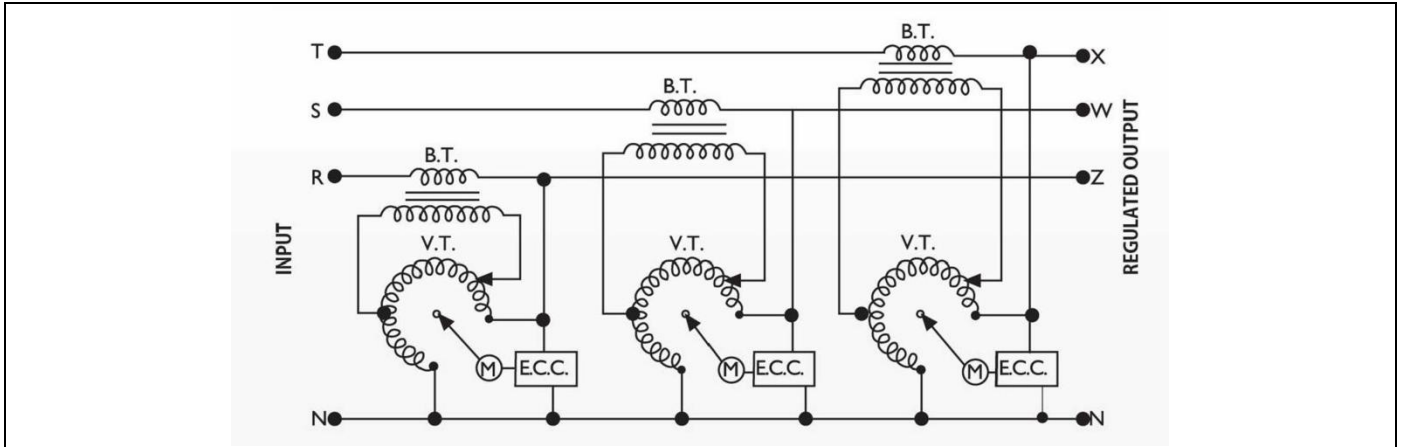 B.T.
T X
B.T.
S W
B.T.
R Z
INPUT
REGULATED OUTPUT
V.T. V.T. V.T.
M E.C.C. M E.C.C. M E.C.C.
N N